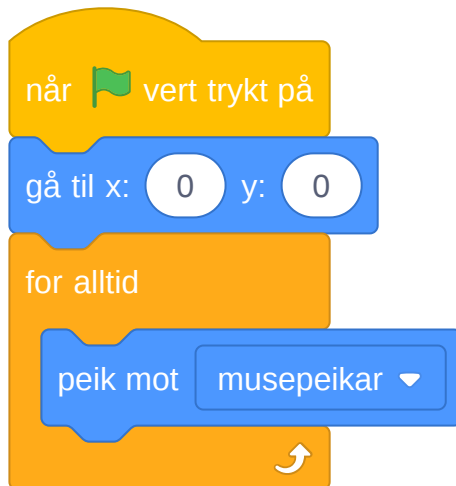 når vert trykt på
gå til x: 0 y: 0
for alltid
peik mot musepeikar